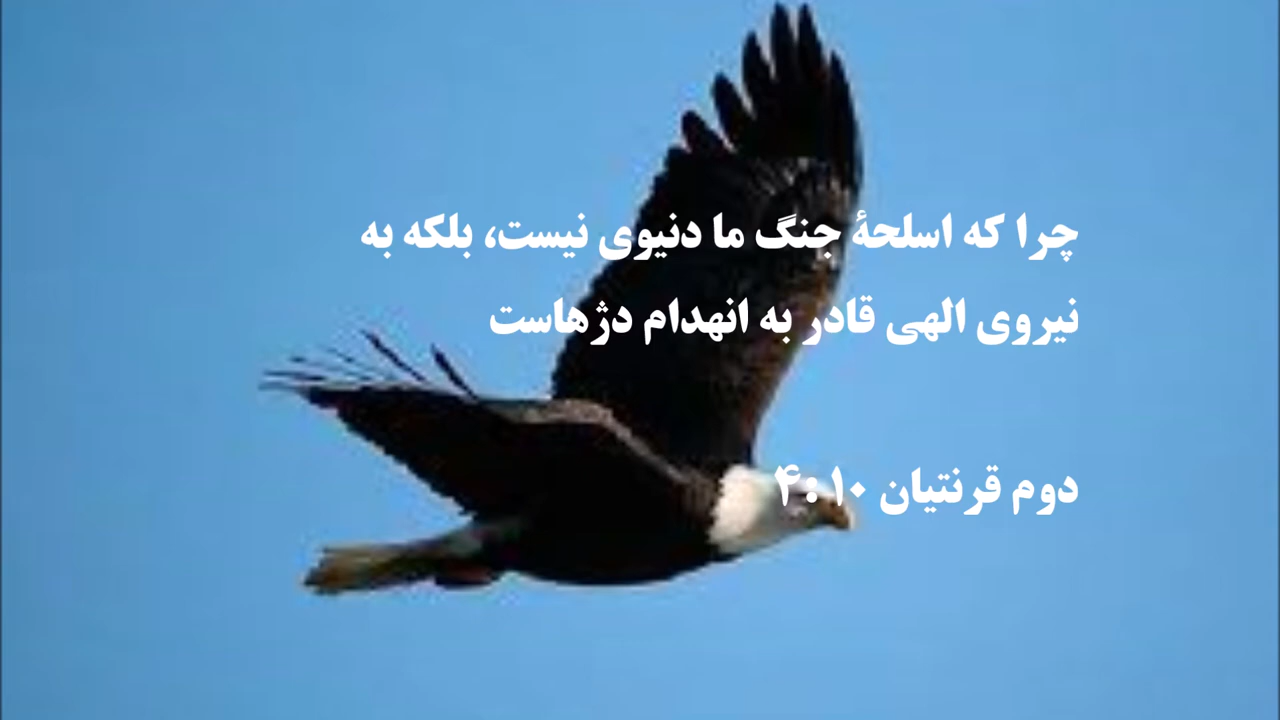 چرا که اسلحهٔ جنگ ما دنیوی نیست، بلکه به
نیروی الهی قادر به انهدام دژهاست
دوم قرنتیان ۱۰ :۴